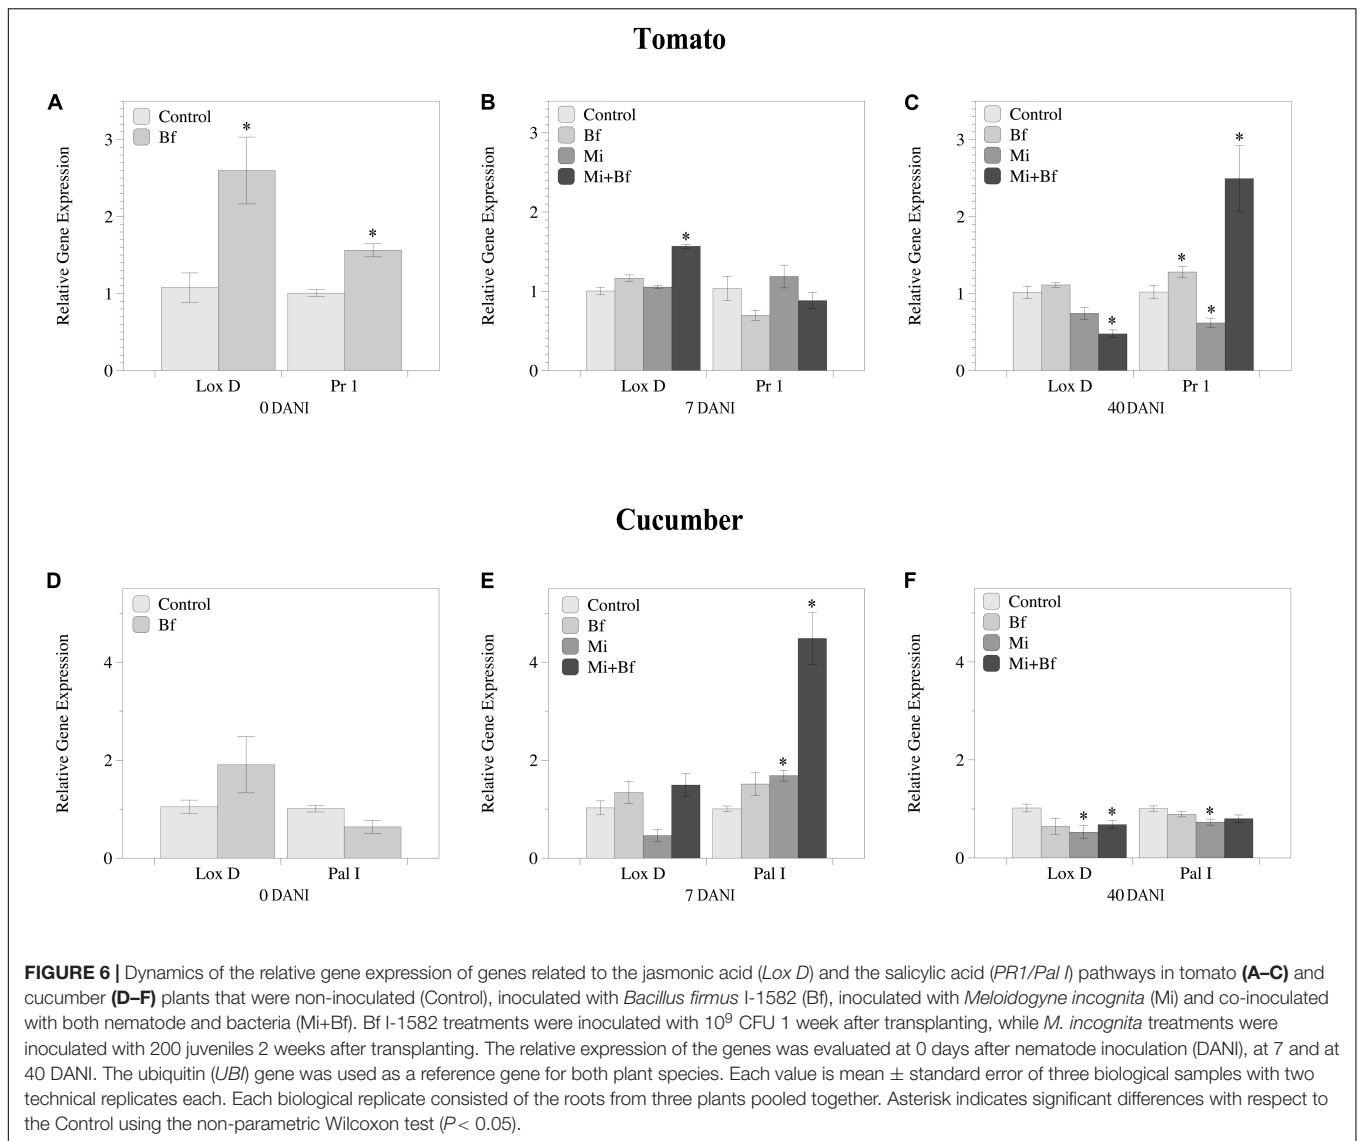 Tomato
A
Control
Bf
*
*
3
2
1
0
Relative Gene Expression
Lox D
Pr 1
0 DANI
B
Control
Bf
Mi
Mi+Bf
*
3
2
1
0
Relative Gene Expression
Lox D
Pr 1
7 DANI
C
Control
Bf
Mi
Mi+Bf
*
*
*
*
3
2
1
0
Relative Gene Expression
Lox D
Pr 1
40 DANI
Cucumber
D
Control
Bf
4
2
0
Relative Gene Expression
Lox D
Pal I
0 DANI
E
Control
Bf
Mi
Mi+Bf
*
*
4
2
0
Relative Gene Expression
Lox D
Pal I
7 DANI
F
Control
Bf
Mi
Mi+Bf
* *
*
4
2
0
Relative Gene Expression
Lox D
Pal I
40 DANI
FIGURE 6 | Dynamics of the relative gene expression of genes related to the jasmonic acid (Lox D) and the salicylic acid (PR1/Pal I) pathways in tomato (A–C) and
cucumber (D–F) plants that were non-inoculated (Control), inoculated with Bacillus firmus I-1582 (Bf), inoculated with Meloidogyne incognita (Mi) and co-inoculated
with both nematode and bacteria (Mi+Bf). Bf I-1582 treatments were inoculated with 10⁹ CFU 1 week after transplanting, while M. incognita treatments were
inoculated with 200 juveniles 2 weeks after transplanting. The relative expression of the genes was evaluated at 0 days after nematode inoculation (DANI), at 7 and at
40 DANI. The ubiquitin (UBI) gene was used as a reference gene for both plant species. Each value is mean ± standard error of three biological samples with two
technical replicates each. Each biological replicate consisted of the roots from three plants pooled together. Asterisk indicates significant differences with respect to
the Control using the non-parametric Wilcoxon test (P < 0.05).